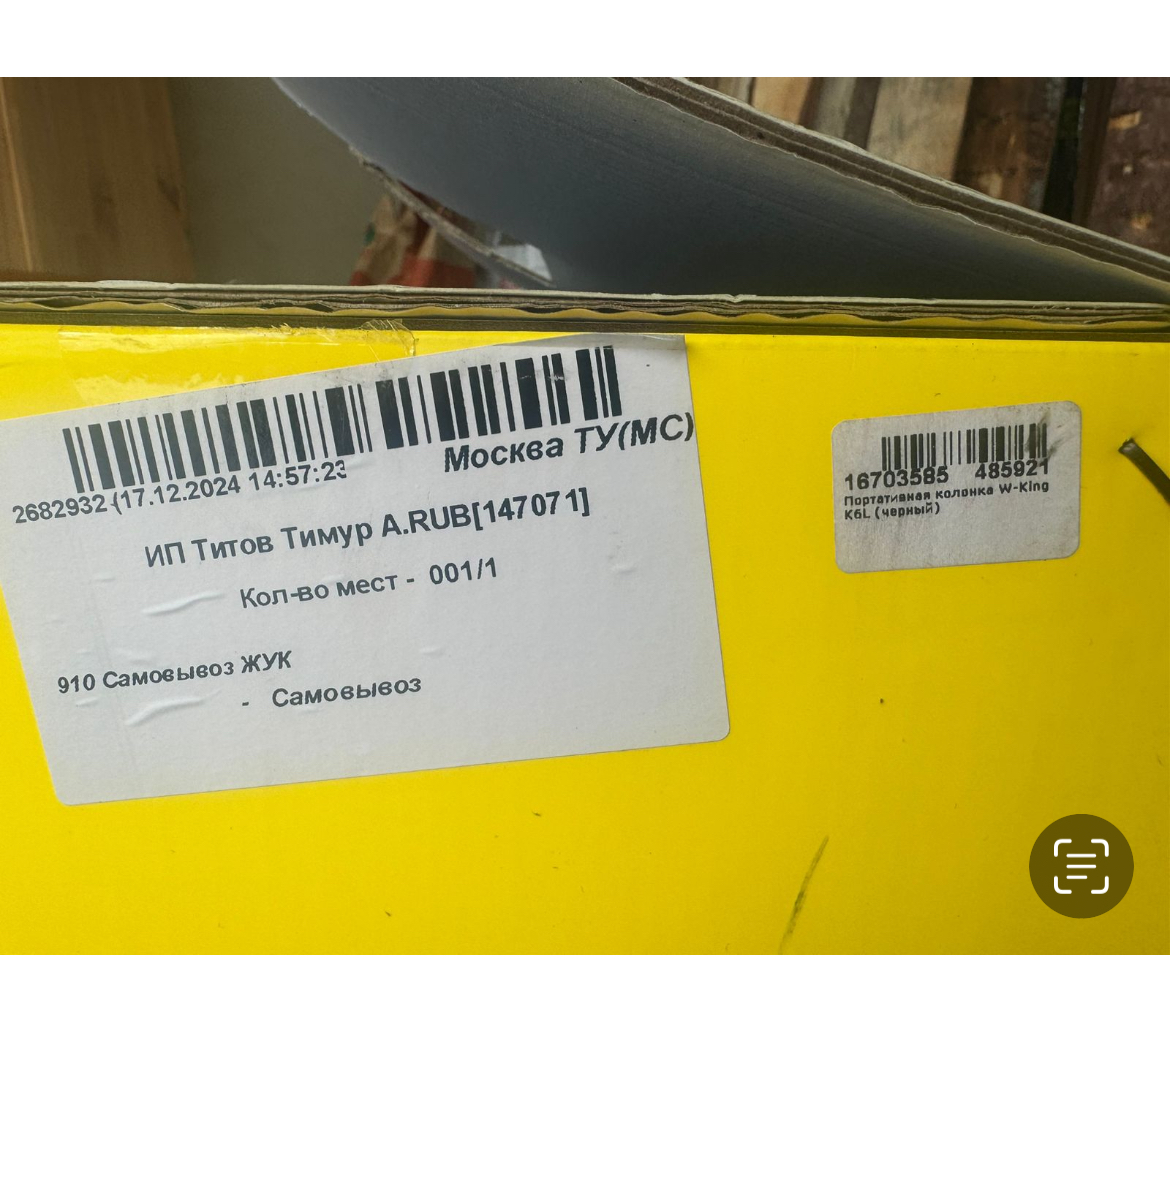 Москва ТУ(МС)
2682932 (17.12.2024 14:57:23
ИП Титов Тимур А.RUB[147071]
Кол-во мест - 001/1
910 Самовывоз ЖУК
- Самовывоз
16703585 485921
Портативная колонка W-King
K6L (черный)